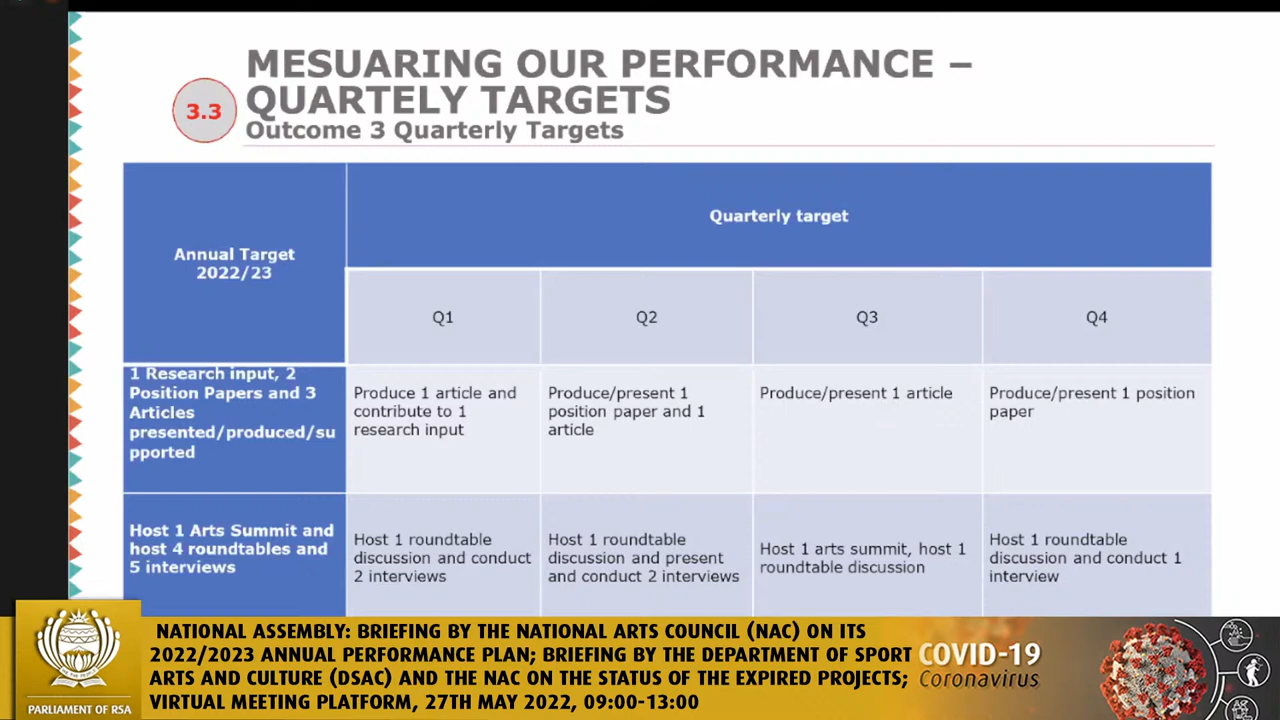 MESUARING OUR PERFORMANCE –
QUARTELY TARGETS
3.3
Outcome 3 Quarterly Targets
Annual Target
2022/23
Quarterly target
Q1
Q2
Q3
Q4
1 Research input, 2
Position Papers and 3
Articles
presented/produced/su
pported
Produce 1 article and
contribute to 1
research input
Produce/present 1
position paper and 1
article
Produce/present 1 article
Produce/present 1 position
paper
Host 1 Arts Summit and
host 4 roundtables and
5 interviews
Host 1 roundtable
discussion and conduct
2 interviews
Host 1 roundtable
discussion and present
and conduct 2 interviews
Host 1 arts summit, host 1
roundtable discussion
Host 1 roundtable
discussion and conduct 1
interview
PARLIAMENT OF RSA
NATIONAL ASSEMBLY: BRIEFING BY THE NATIONAL ARTS COUNCIL (NAC) ON ITS
2022/2023 ANNUAL PERFORMANCE PLAN; BRIEFING BY THE DEPARTMENT OF SPORT
ARTS AND CULTURE (DSAC) AND THE NAC ON THE STATUS OF THE EXPIRED PROJECTS;
VIRTUAL MEETING PLATFORM, 27TH MAY 2022, 09:00-13:00
COVID-19
Coronavirus